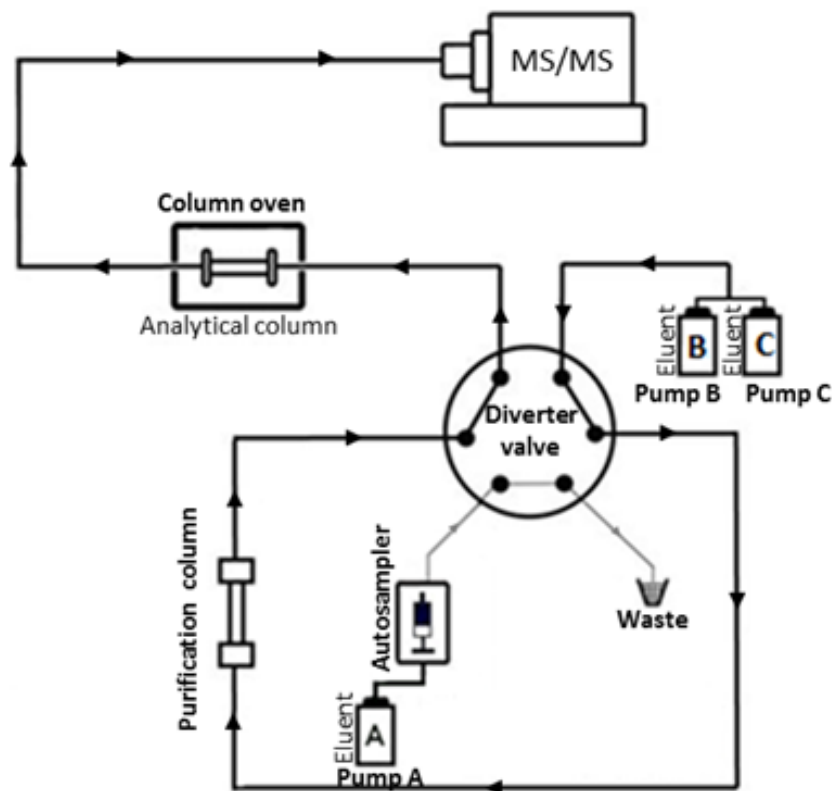 MS/MS
Column oven
Analytical column
Eluent
B
Eluent
C
Pump B
Pump C
Diverter
valve
Purification column
Autosampler
Waste
Eluent
A
Pump A